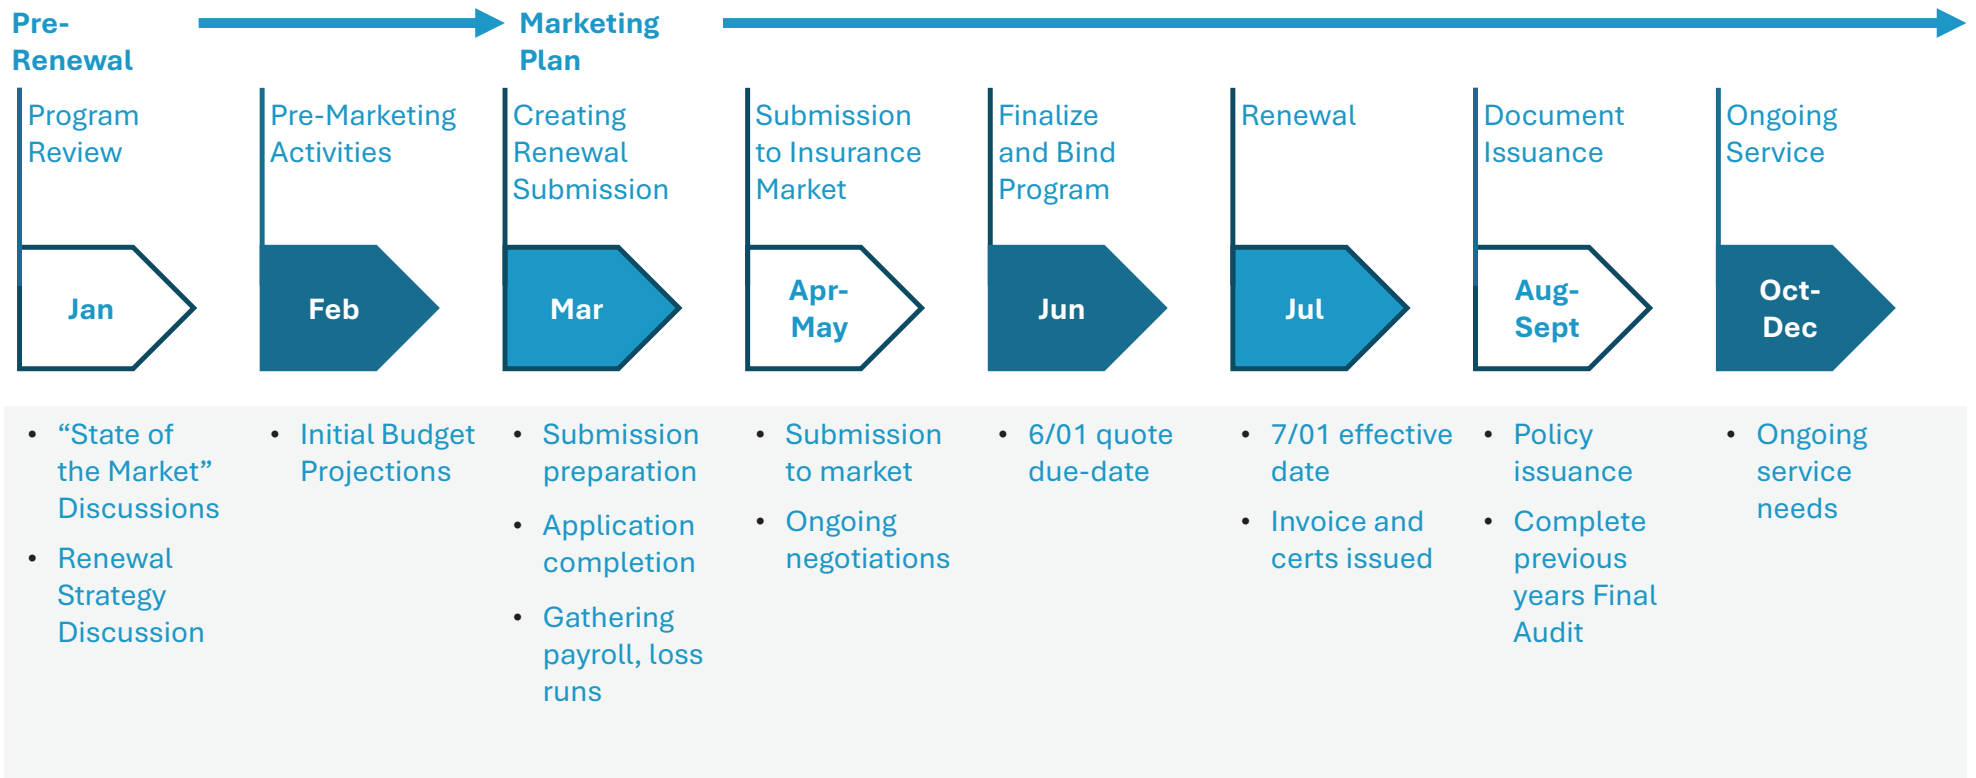 Pre-
Renewal
Marketing
Plan
Program
Review
Pre-Marketing
Activities
Creating
Renewal
Submission
Submission
to Insurance
Market
Finalize
and Bind
Program
Renewal
Document
Issuance
Ongoing
Service
Jan
Feb
Mar
Apr-
May
Jun
Jul
Aug-
Sept
Oct-
Dec
• “State of
the Market”
Discussions
• Renewal
Strategy
Discussion
• Initial Budget
Projections
• Submission
preparation
• Application
completion
• Gathering
payroll, loss
runs
• Submission
to market
• Ongoing
negotiations
• 6/01 quote
due-date
• 7/01 effective
date
• Invoice and
certs issued
• Policy
issuance
• Complete
previous
years Final
Audit
• Ongoing
service
needs